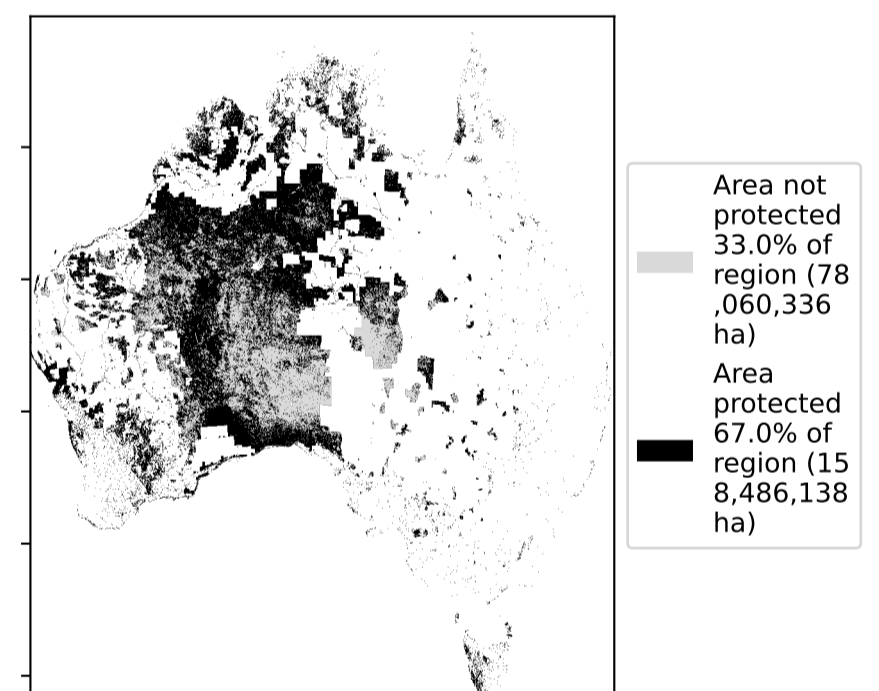 Area not
protected
33.0% of
region (78
,060,336
ha)
Area
protected
67.0% of
region (15
8,486,138
ha)